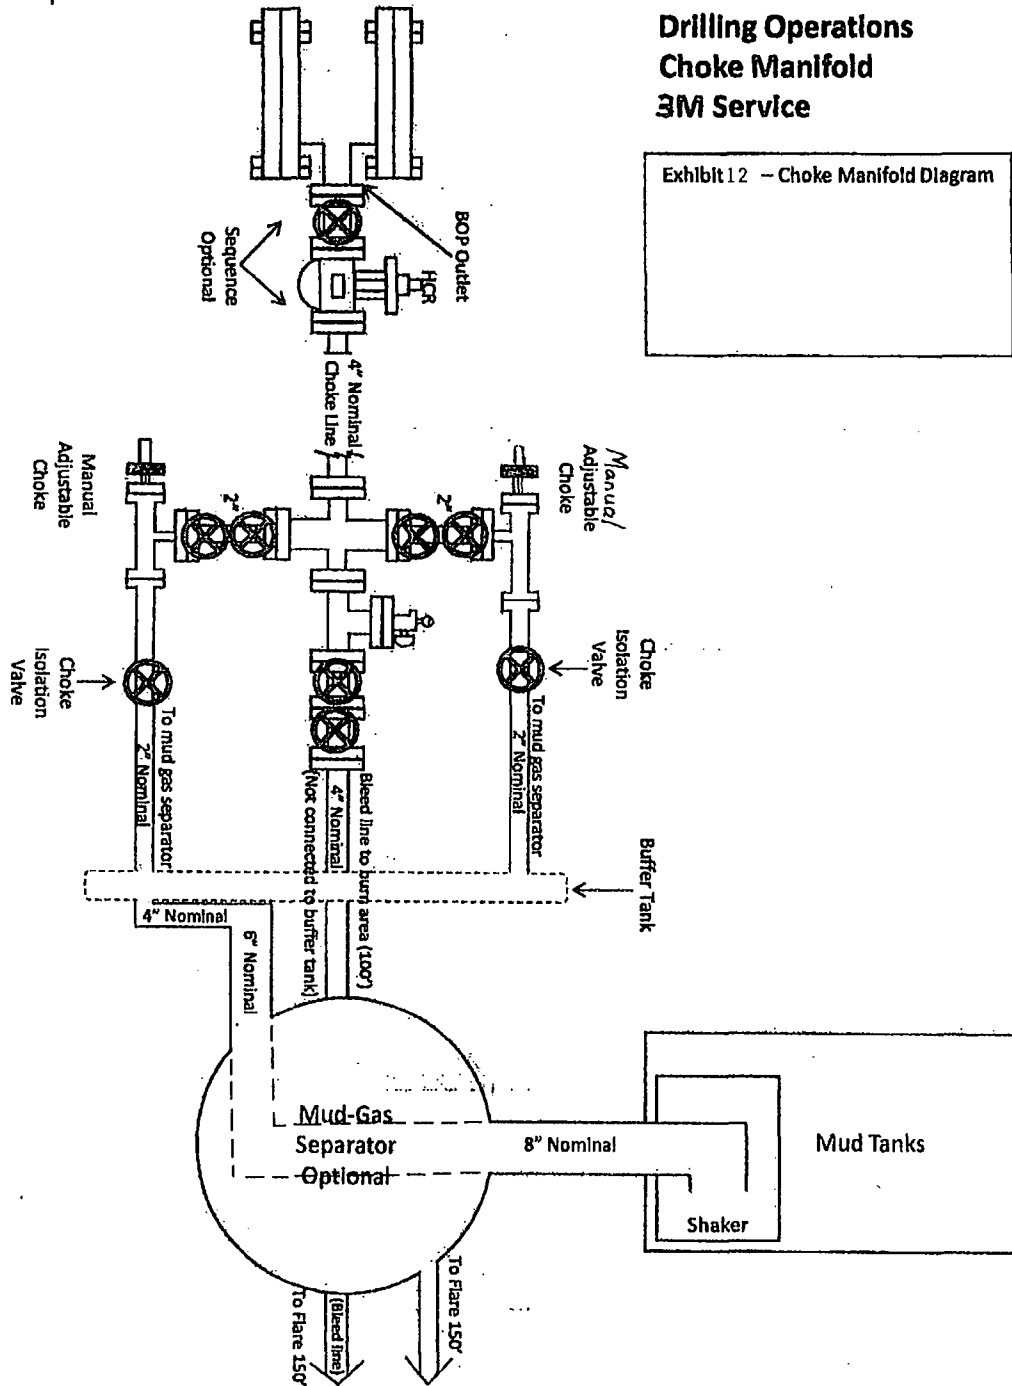 Drilling Operations
Choke Manifold
3M Service
Exhibit 12 – Choke Manifold Diagram
BOP Outlet
HCR
Sequence
Optional
4" Nominal
Choke Line
Manual
Adjustable
Choke
2"
2"
Manual
Adjustable
Choke
Choke
Isolation
Valve
Choke
Isolation
Valve
To mud gas separator
2" Nominal
Bleed line to burn area (100')
4" Nominal
(Not connected to buffer tank)
To mud gas separator
2" Nominal
Buffer Tank
4" Nominal
6" Nominal
Mud-Gas
Separator
Optional
8" Nominal
Mud Tanks
Shaker
To Flare 150'
(Bleed line)
To Flare 150'